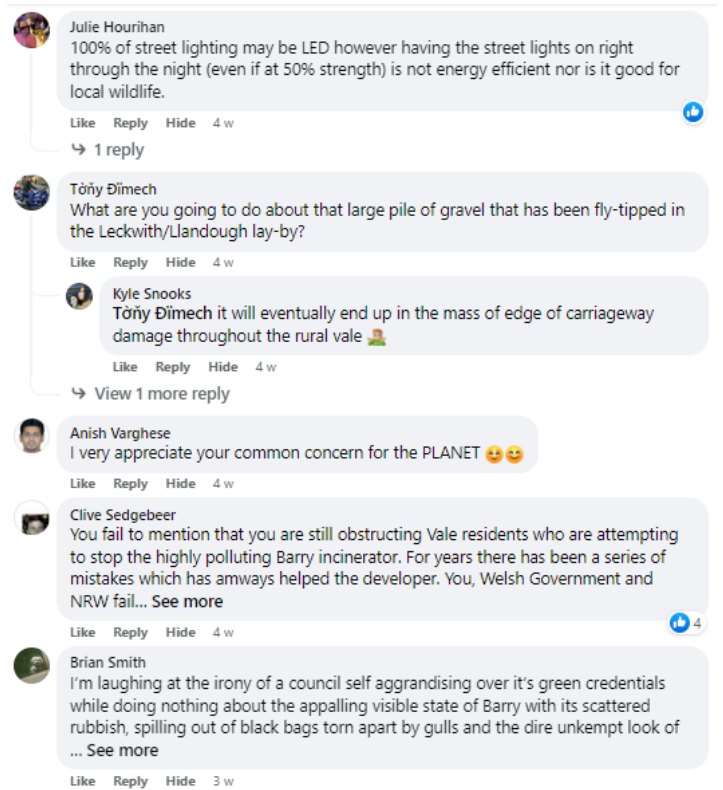 Julie Hourihan
100% of street lighting may be LED however having the street lights on right
through the night (even if at 50% strength) is not energy efficient nor is it good for
local wildlife.
Like Reply Hide 4 w
1 reply
Tòňy Đïmech
What are you going to do about that large pile of gravel that has been fly-tipped in
the Leckwith/Llandough lay-by?
Like Reply Hide 4 w
Kyle Snooks
Tòňy Đïmech it will eventually end up in the mass of edge of carriageway
damage throughout the rural vale 🤷🏼
Like Reply Hide 4 w
View 1 more reply
Anish Varghese
I very appreciate your common concern for the PLANET 😊😊
Like Reply Hide 4 w
Clive Sedgebeer
You fail to mention that you are still obstructing Vale residents who are attempting
to stop the highly polluting Barry incinerator. For years there has been a series of
mistakes which has amways helped the developer. You, Welsh Government and
NRW fail... See more
4
Like Reply Hide 4 w
Brian Smith
I'm laughing at the irony of a council self aggrandising over it's green credentials
while doing nothing about the appalling visible state of Barry with its scattered
rubbish, spilling out of black bags torn apart by gulls and the dire unkempt look of
... See more
Like Reply Hide 3 w